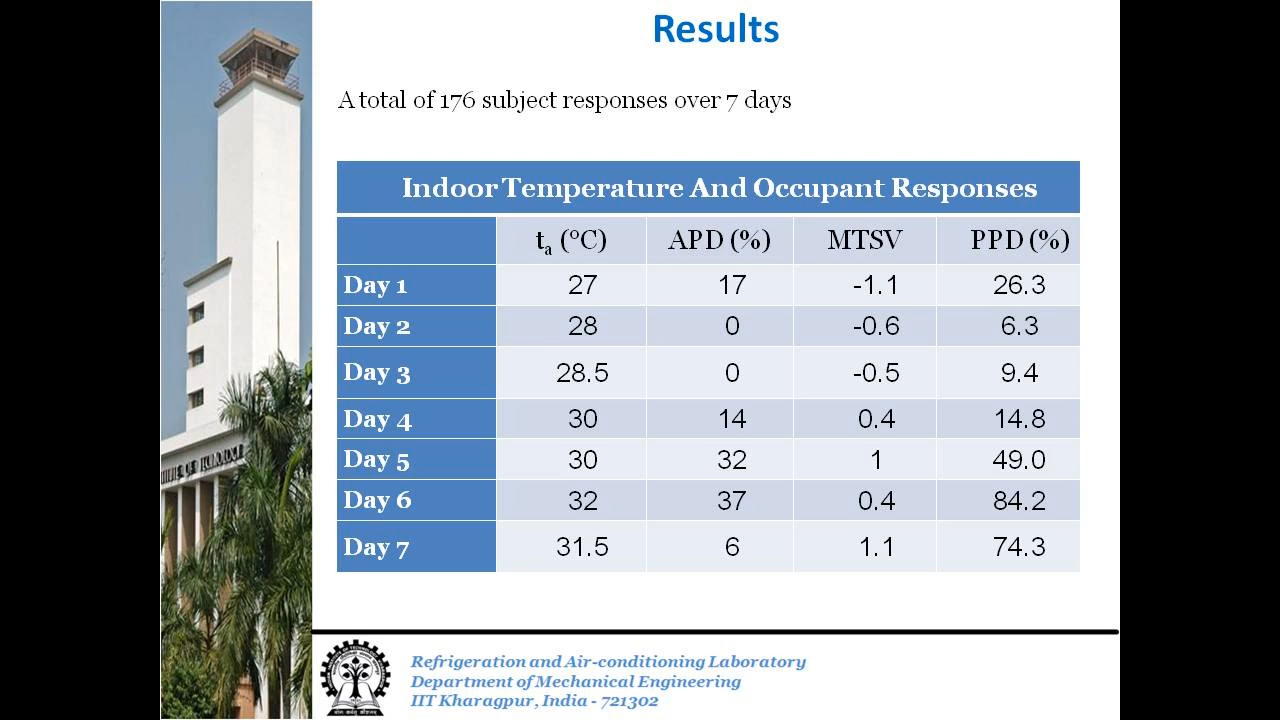 Results
A total of 176 subject responses over 7 days
Indoor Temperature And Occupant Responses
ta (°C) APD (%) MTSV PPD (%)
Day 1 27 17 -1.1 26.3
Day 2 28 0 -0.6 6.3
Day 3 28.5 0 -0.5 9.4
Day 4 30 14 0.4 14.8
Day 5 30 32 1 49.0
Day 6 32 37 0.4 84.2
Day 7 31.5 6 1.1 74.3
Refrigeration and Air-conditioning Laboratory
Department of Mechanical Engineering
IIT Kharagpur, India - 721302